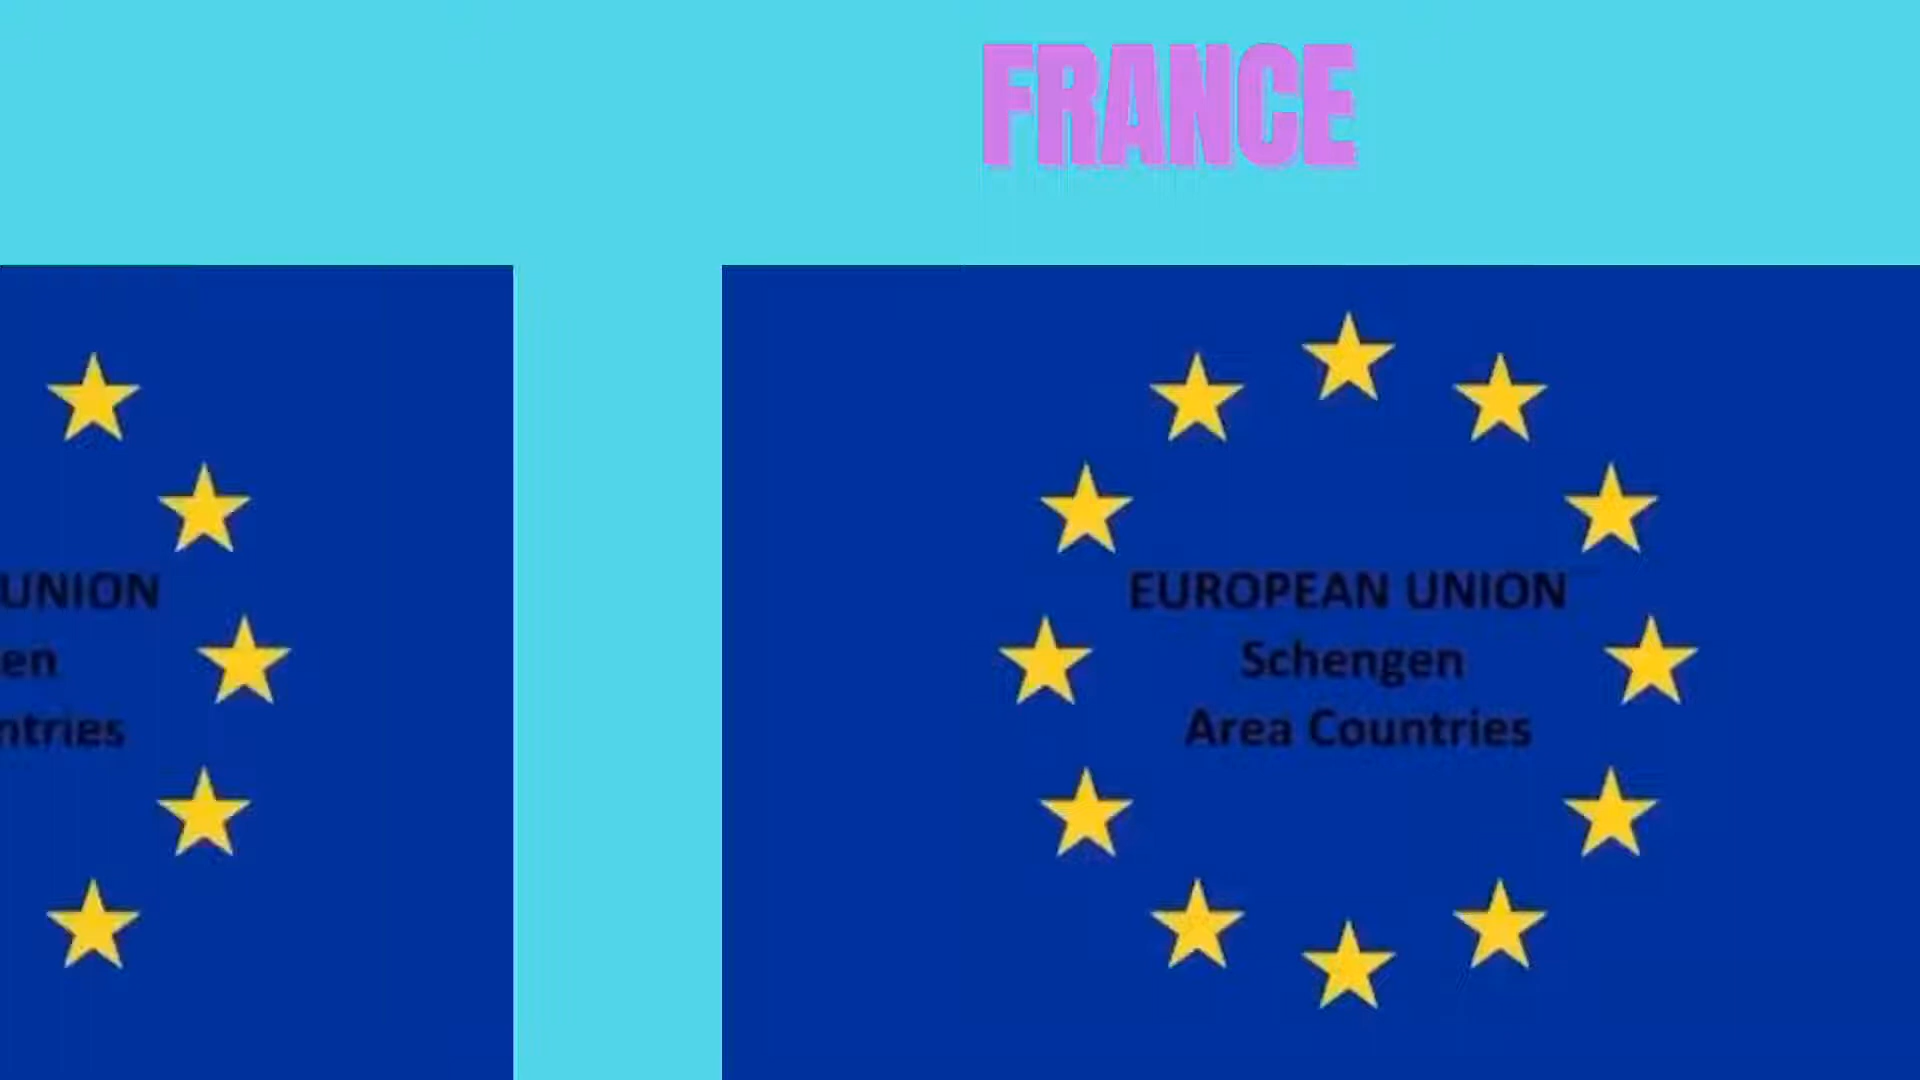 FRANCE
UNION
en
ntries
EUROPEAN UNION
Schengen
Area Countries